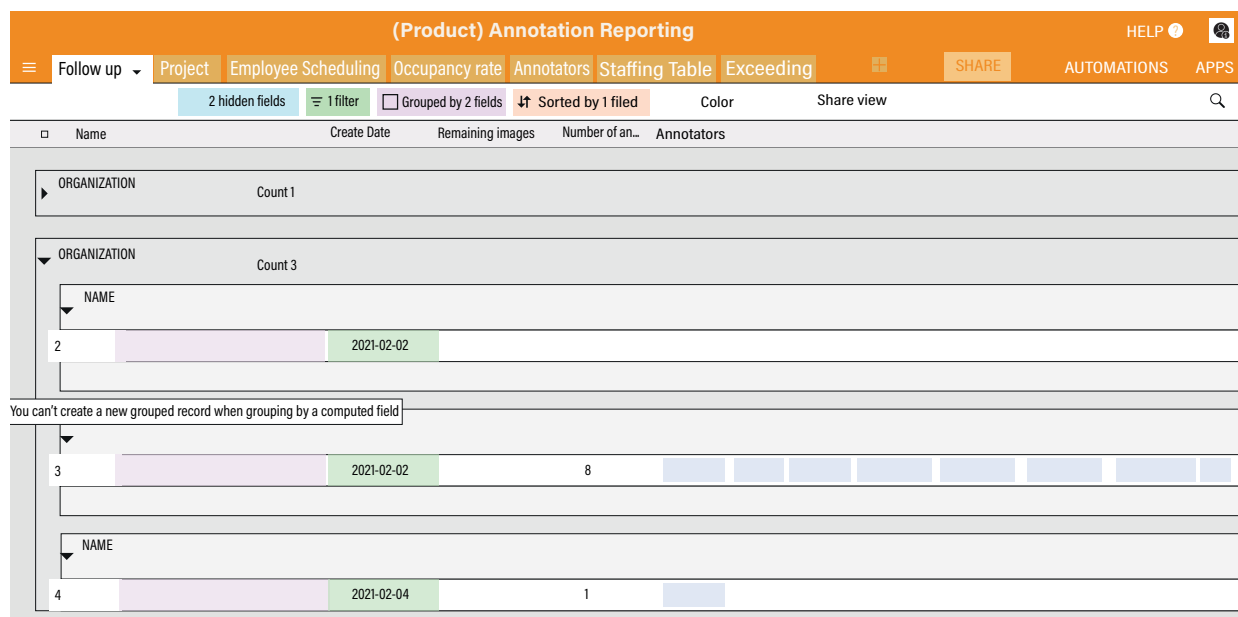 (Product) Annotation Reporting
HELP ?
Follow up Project Employee Scheduling Occupancy rate Annotators Staffing Table Exceeding SHARE AUTOMATIONS APPS
2 hidden fields 1 filter Grouped by 2 fields Sorted by 1 filed Color Share view
Name Create Date Remaining images Number of an... Annotators
ORGANIZATION
Count 1
ORGANIZATION
Count 3
NAME
2 2021-02-02
You can't create a new grouped record when grouping by a computed field
3 2021-02-02 8
NAME
4 2021-02-04 1